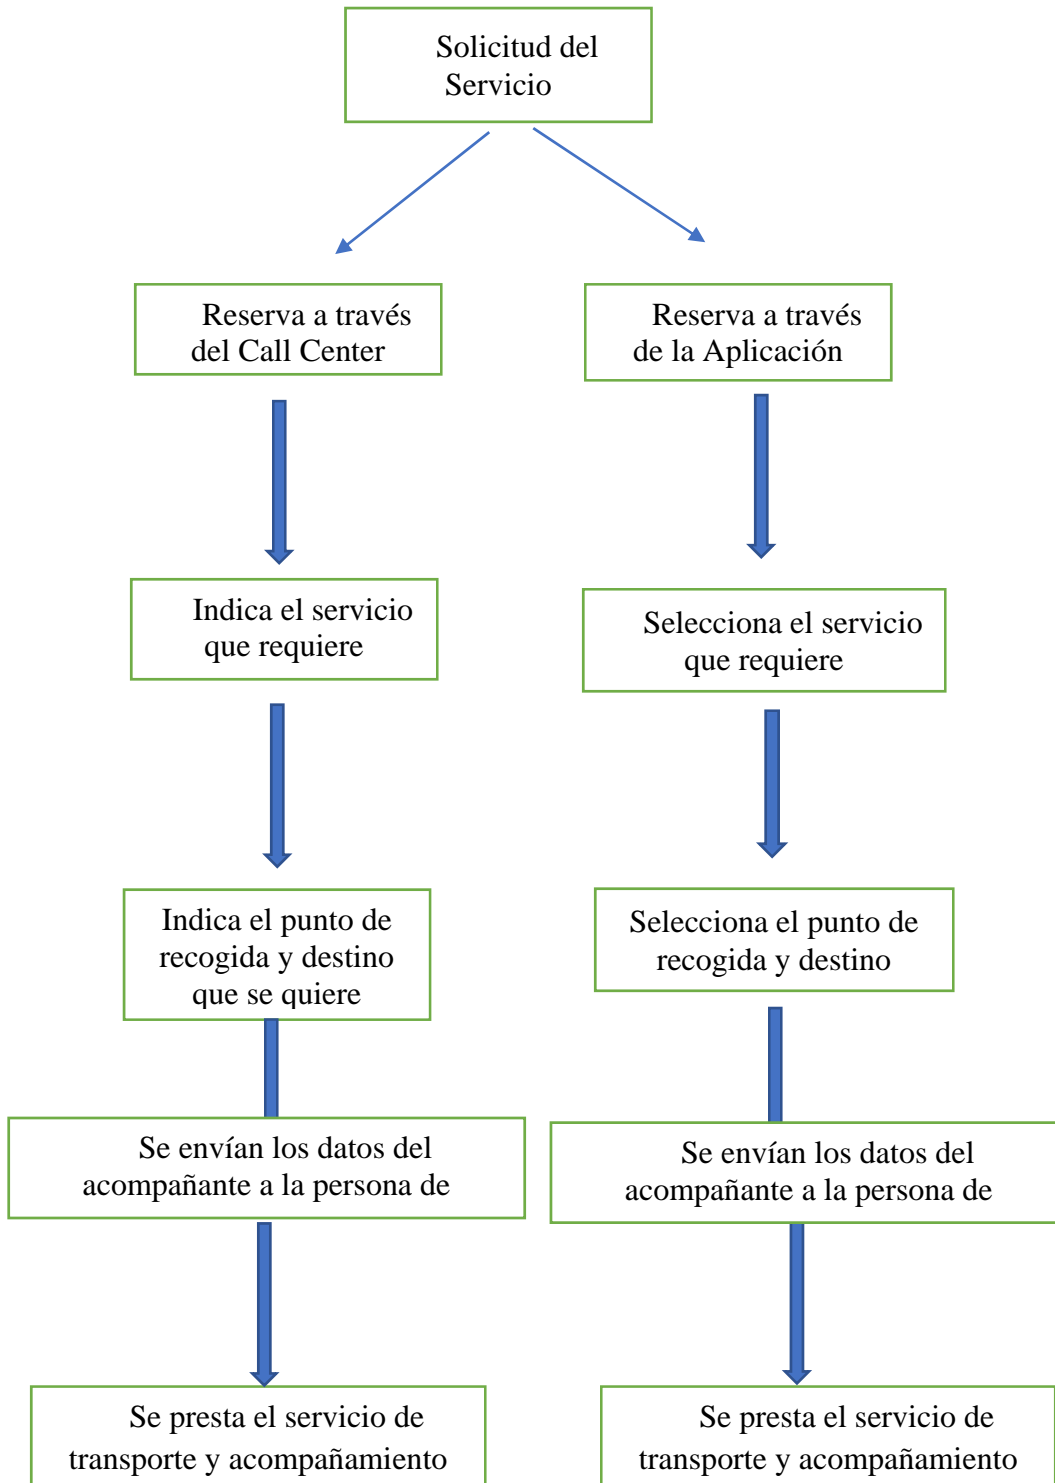 Solicitud del
Servicio
Reserva a través
del Call Center
Reserva a través
de la Aplicación
Indica el servicio
que requiere
Selecciona el servicio
que requiere
Indica el punto de
recogida y destino
que se quiere
Selecciona el punto de
recogida y destino
Se envían los datos del
acompañante a la persona de
Se envían los datos del
acompañante a la persona de
Se presta el servicio de
transporte y acompañamiento
Se presta el servicio de
transporte y acompañamiento